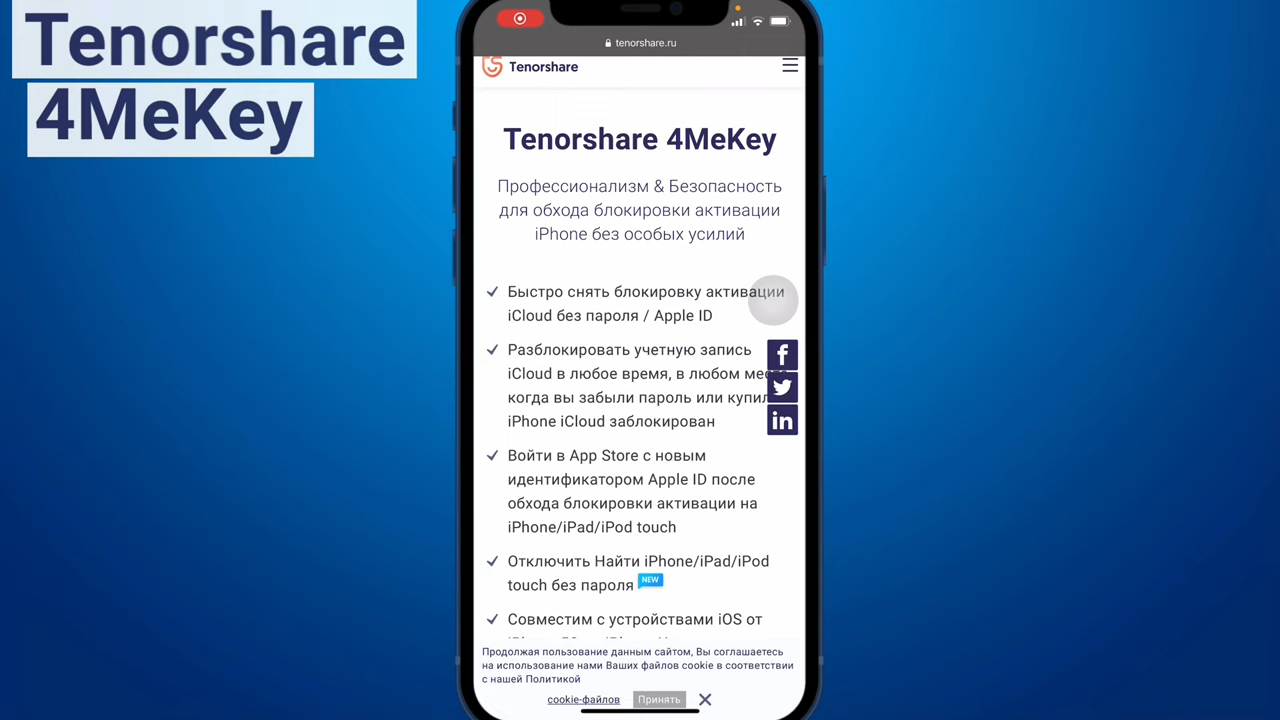 Tenorshare
4MeKey
tenorshare.ru
Tenorshare
Tenorshare 4MeKey
Профессионализм & Безопасность
для обхода блокировки активации
iPhone без особых усилий
Быстро снять блокировку активации
iCloud без пароля / Apple ID
Разблокировать учетную запись
iCloud в любое время, в любом
когда вы забыли пароль или
iPhone iCloud заблокирован
Войти в App Store с новым
идентификатором Apple ID после
обхода блокировки активации на
iPhone/iPad/iPod touch
Отключить Найти iPhone/iPad/iPod
touch без пароля NEW
Совместим с устройствами iOS от
Продолжая пользование данным сайтом, Вы соглашаетесь
на использование нами Ваших файлов cookie в соответствии
с нашей Политикой
cookie-файлов Принять